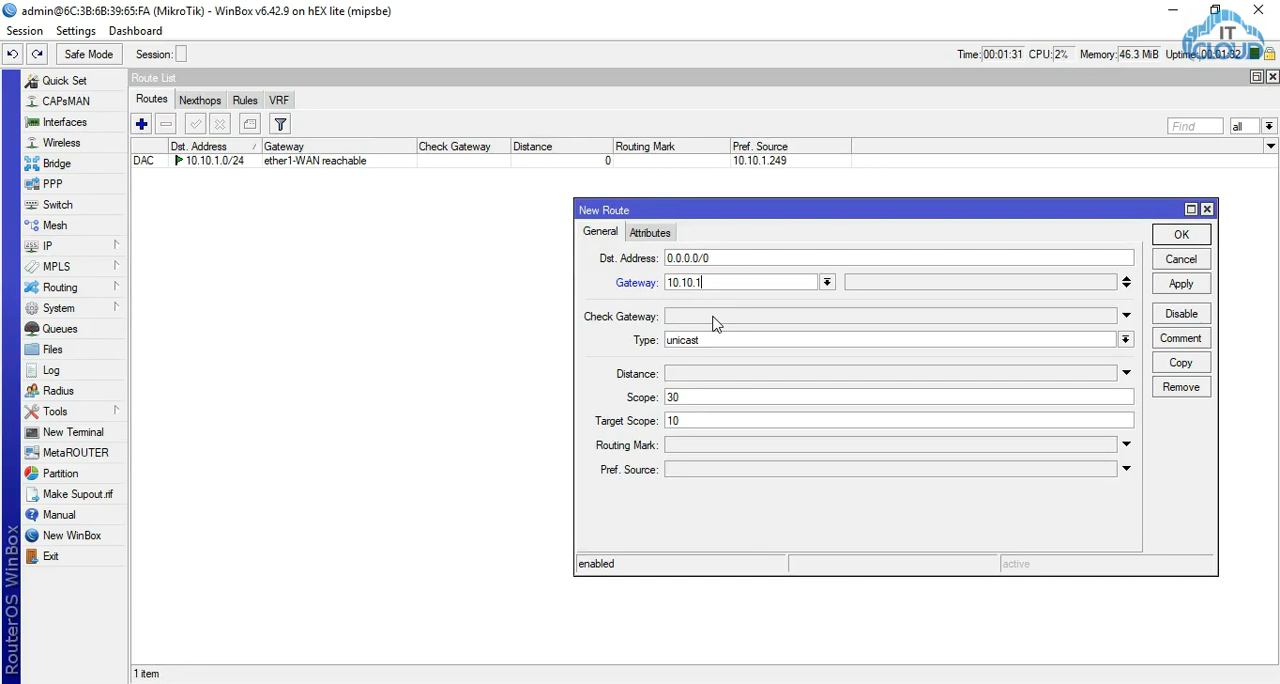 admin@6C:3B:6B:39:65:FA (MikroTik) - WinBox v6.42.9 on hEX lite (mipsbe)
Session Settings Dashboard
Safe Mode Session: Time: 00:01:31 CPU: 2% Memory: 46.3 MiB Uptime: 00:01:32
IT
CLOUD
Quick Set
CAPsMAN
Interfaces
Wireless
Bridge
PPP
Switch
Mesh
IP
MPLS
Routing
System
Queues
Files
Log
Radius
Tools
New Terminal
MetaROUTER
Partition
Make Supout.rif
Manual
New WinBox
Exit
RouterOS WinBox
Route List
Routes Nexthops Rules VRF
Find all
Dst. Address Gateway Check Gateway Distance Routing Mark Pref. Source
DAC 10.10.1.0/24 ether1-WAN reachable 0 10.10.1.249
New Route
General Attributes
Dst. Address: 0.0.0.0/0
Gateway: 10.10.1
Check Gateway:
Type: unicast
Distance:
Scope: 30
Target Scope: 10
Routing Mark:
Pref. Source:
OK
Cancel
Apply
Disable
Comment
Copy
Remove
enabled active
1 item